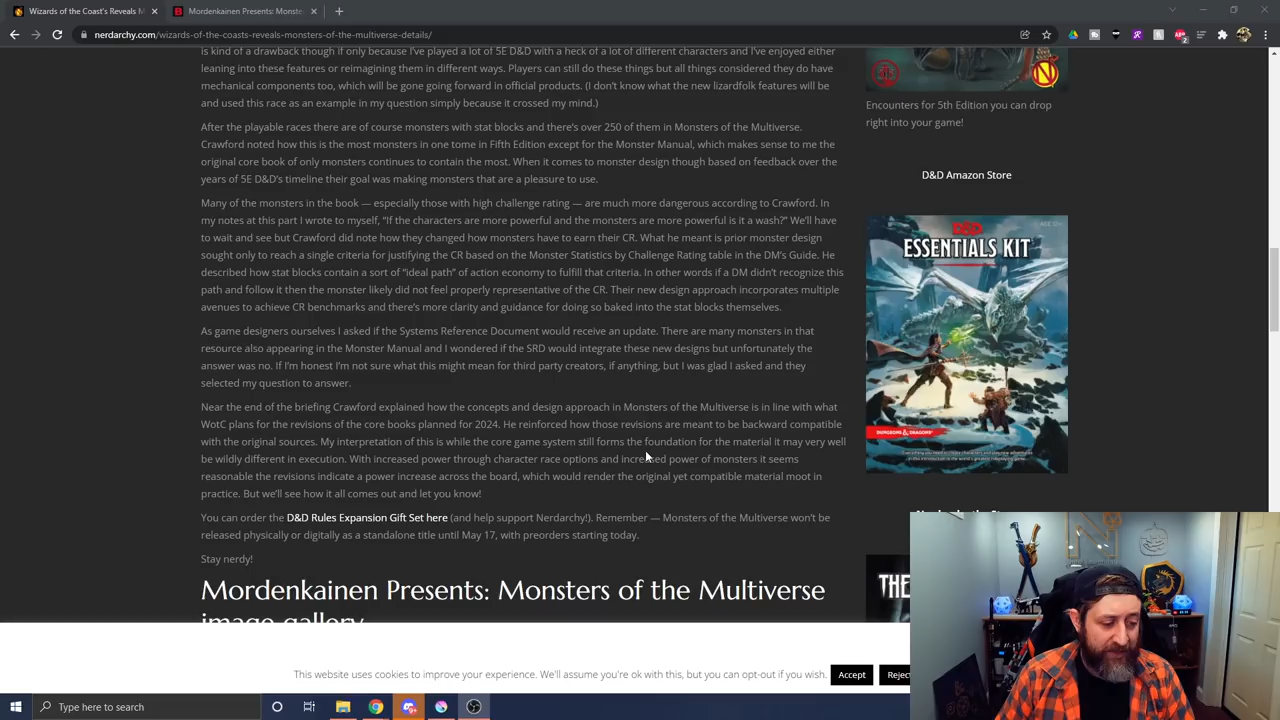 Wizards of the Coast's Reveals M
Mordenkainen Presents: Monste
nerdarchy.com/wizards-of-the-coasts-reveals-monsters-of-the-multiverse-details/
is kind of a drawback though if only because I've played a lot of 5E D&D with a heck of a lot of different characters and I've enjoyed either
leaning into these features or reimagining them in different ways. Players can still do these things but all things considered they do have
mechanical components too, which will be gone going forward in official products. (I don't know what the new lizardfolk features will be
and used this race as an example in my question simply because it crossed my mind.)
After the playable races there are of course monsters with stat blocks and there's over 250 of them in Monsters of the Multiverse.
Crawford noted how this is the most monsters in one tome in Fifth Edition except for the Monster Manual, which makes sense to me the
original core book of only monsters continues to contain the most. When it comes to monster design though based on feedback over the
years of 5E D&D's timeline their goal was making monsters that are a pleasure to use.
Many of the monsters in the book — especially those with high challenge rating — are much more dangerous according to Crawford. In
my notes at this part I wrote to myself, "If the characters are more powerful and the monsters are more powerful is it a wash?" We'll have
to wait and see but Crawford did note how they changed how monsters have to earn their CR. What he meant is prior monster design
sought only to reach a single criteria for justifying the CR based on the Monster Statistics by Challenge Rating table in the DM's Guide. He
described how stat blocks contain a sort of "ideal path" of action economy to fulfill that criteria. In other words if a DM didn't recognize this
path and follow it then the monster likely did not feel properly representative of the CR. Their new design approach incorporates multiple
avenues to achieve CR benchmarks and there's more clarity and guidance for doing so baked into the stat blocks themselves.
As game designers ourselves I asked if the Systems Reference Document would receive an update. There are many monsters in that
resource also appearing in the Monster Manual and I wondered if the SRD would integrate these new designs but unfortunately the
answer was no. If I'm honest I'm not sure what this might mean for third party creators, if anything, but I was glad I asked and they
selected my question to answer.
Near the end of the briefing Crawford explained how the concepts and design approach in Monsters of the Multiverse is in line with what
WotC plans for the revisions of the core books planned for 2024. He reinforced how those revisions are meant to be backward compatible
with the original sources. My interpretation of this is while the core game system still forms the foundation for the material it may very well
be wildly different in execution. With increased power through character race options and increased power of monsters it seems
reasonable the revisions indicate a power increase across the board, which would render the original yet compatible material moot in
practice. But we'll see how it all comes out and let you know!
You can order the D&D Rules Expansion Gift Set here (and help support Nerdarchy!). Remember — Monsters of the Multiverse won't be
released physically or digitally as a standalone title until May 17, with preorders starting today.
Stay nerdy!
Mordenkainen Presents: Monsters of the Multiverse
image gallery
Encounters for 5th Edition you can drop
right into your game!
D&D Amazon Store
D&D
ESSENTIALS KIT
DUNGEONS & DRAGONS
THE
This website uses cookies to improve your experience. We'll assume you're ok with this, but you can opt-out if you wish.
Accept
Reject
Type here to search